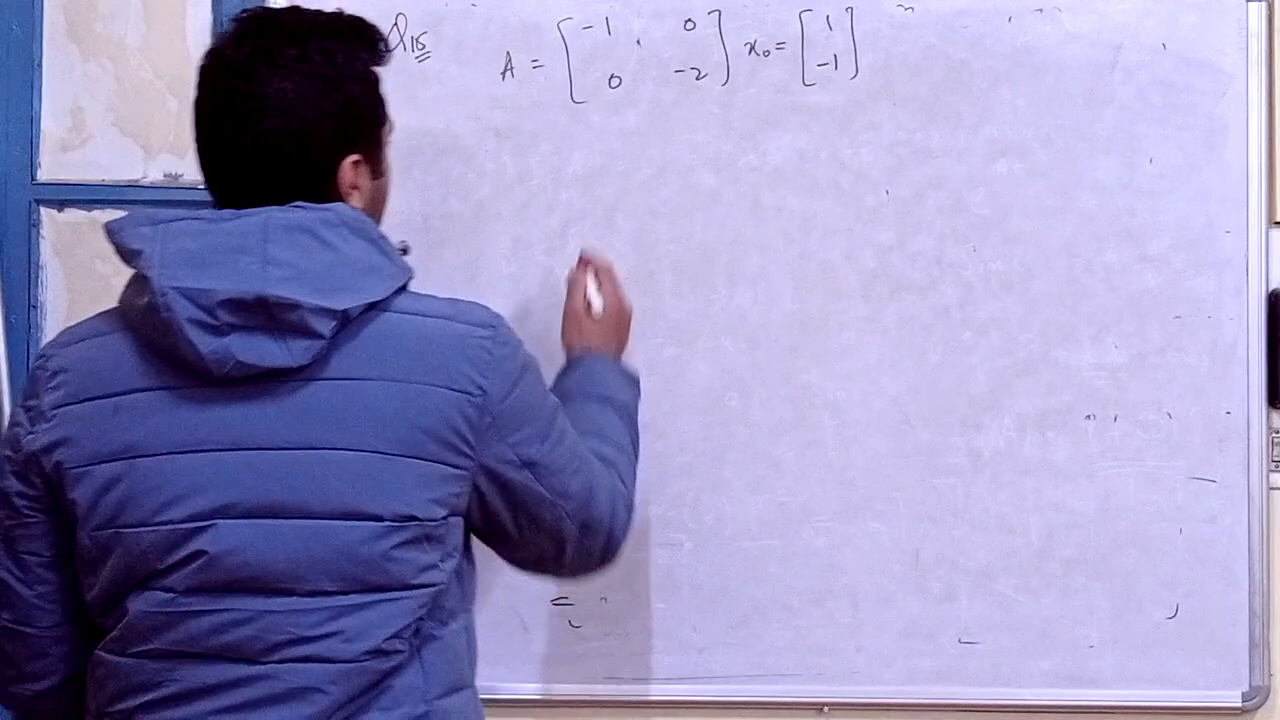 Q15 A = [ -1 0 ; 0 -2 ] x₀ = [ 1 ; -1 ]